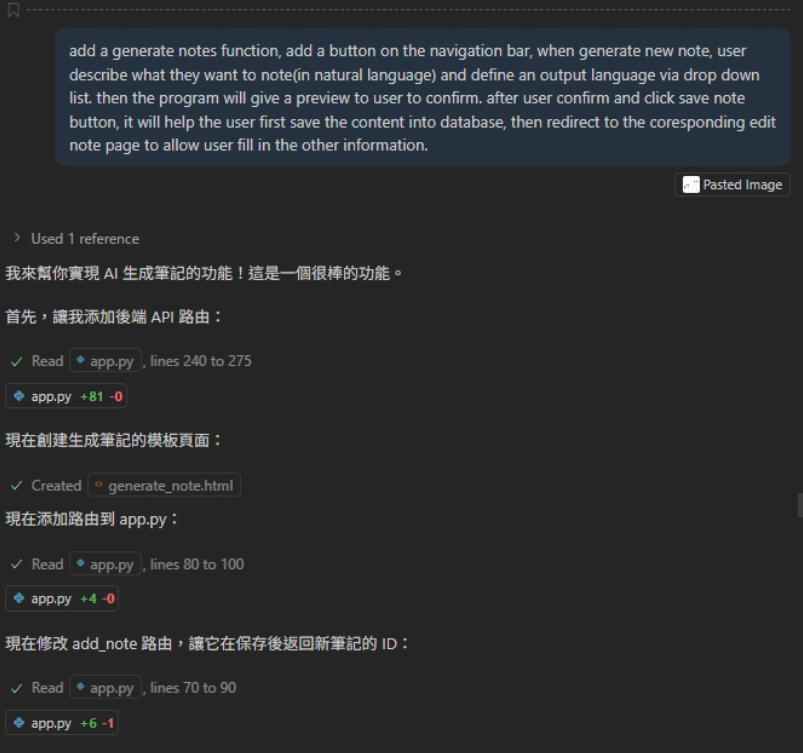 add a generate notes function, add a button on the navigation bar, when generate new note, user
describe what they want to note(in natural language) and define an output language via drop down
list. then the program will give a preview to user to confirm. after user confirm and click save note
button, it will help the user first save the content into database, then redirect to the coresponding edit
note page to allow user fill in the other information.
Pasted Image
Used 1 reference
我來幫你實現 AI 生成筆記的功能！這是一個很棒的功能。
首先，讓我添加後端 API 路由：
Read app.py, lines 240 to 275
app.py +81 -0
現在創建生成筆記的模板頁面：
Created generate_note.html
現在添加路由到 app.py：
Read app.py, lines 80 to 100
app.py +4 -0
現在修改 add_note 路由，讓它在保存後返回新筆記的 ID：
Read app.py, lines 70 to 90
app.py +6 -1